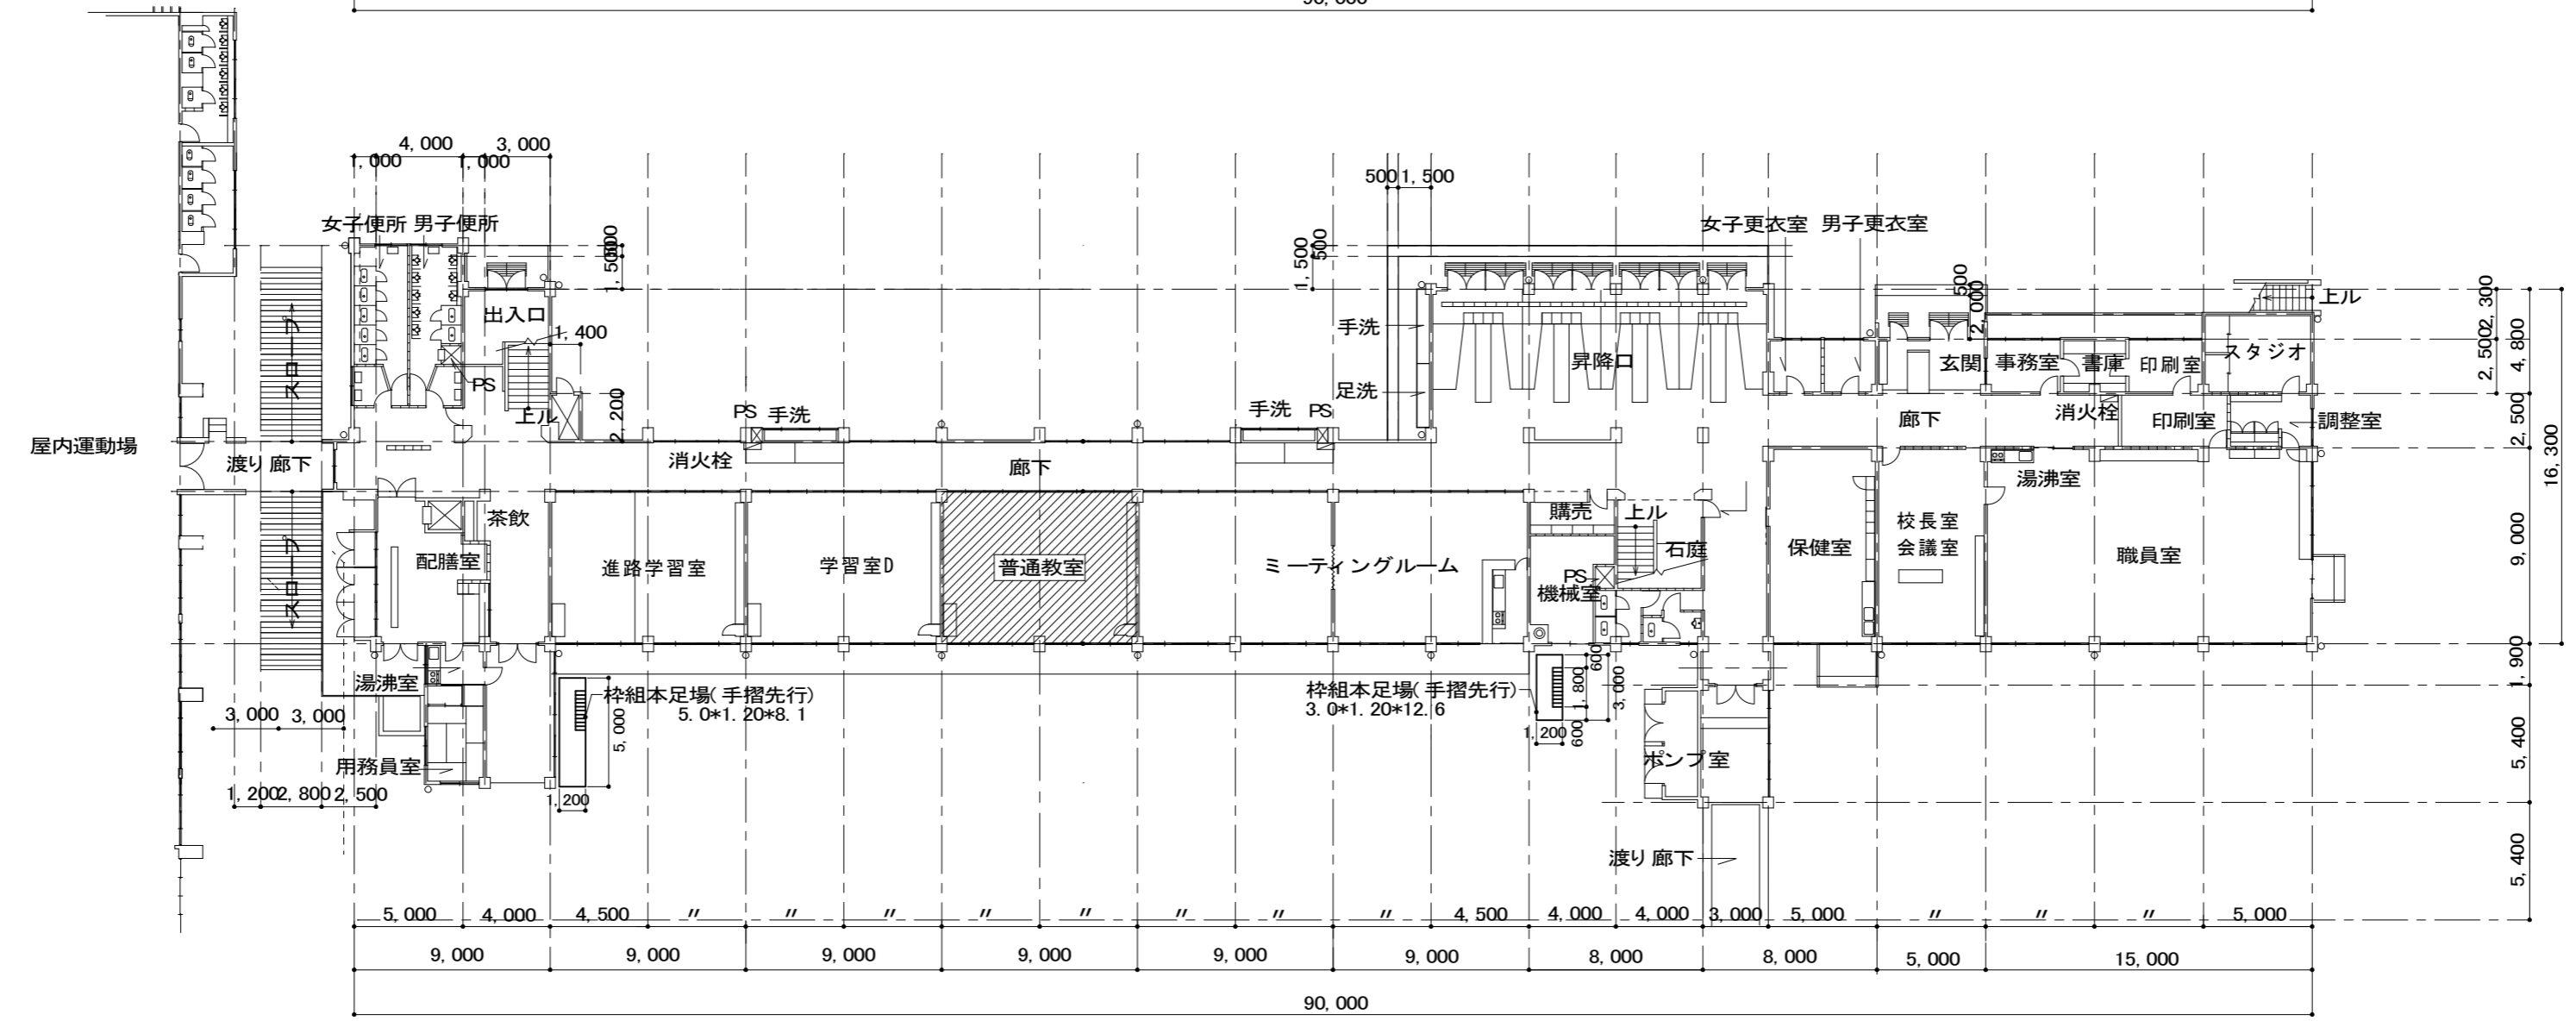 4,000
3,000
1,000
1,000
500
1,500
女子便所
男子便所
女子更衣室
男子更衣室
1,500
1,500
500
500
2,000
2,300
出入口
上ル
スロープ
1,400
手洗
昇降口
2,500
4,800
玄関
事務室
書庫
印刷室
スタジオ
PS
足洗
上ル
2,200
PS
手洗
手洗
PS
廊下
消火栓
印刷室
調整室
2,500
16,300
屋内運動場
渡り廊下
消火栓
廊下
湯沸室
茶飲
購売
上ル
校長室
会議室
石庭
保健室
職員室
9,000
配膳室
進路学習室
学習室D
普通教室
ミーティングルーム
PS
機械室
スロープ
湯沸室
枠組本足場(手摺先行)
5.0*1.20*8.1
5,000
枠組本足場(手摺先行)
3.0*1.20*12.6
600
1,800
3,000
600
1,200
1,900
3,000
3,000
用務員室
ポンプ室
5,400
1,200
2,800
2,500
1,200
渡り廊下
5,400
5,000
4,000
4,500
〃
〃
〃
〃
〃
〃
〃
〃
4,500
4,000
4,000
3,000
5,000
〃
〃
〃
5,000
9,000
9,000
9,000
9,000
9,000
9,000
8,000
8,000
5,000
15,000
90,000